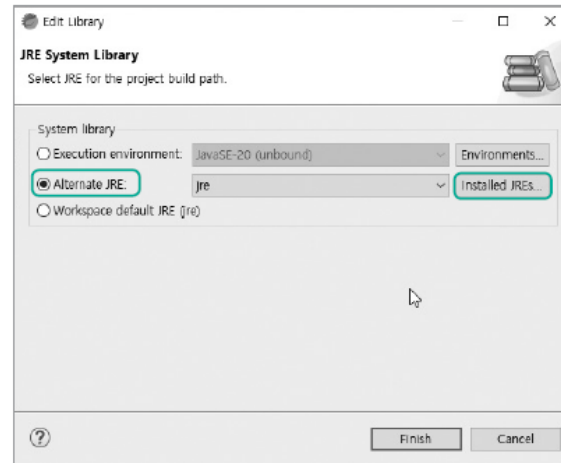 Edit Library
JRE System Library
Select JRE for the project build path.
System library
Execution environment: JavaSE-20 (unbound) Environments...
Alternate JRE: jre Installed JREs...
Workspace default JRE (jre)
Finish Cancel